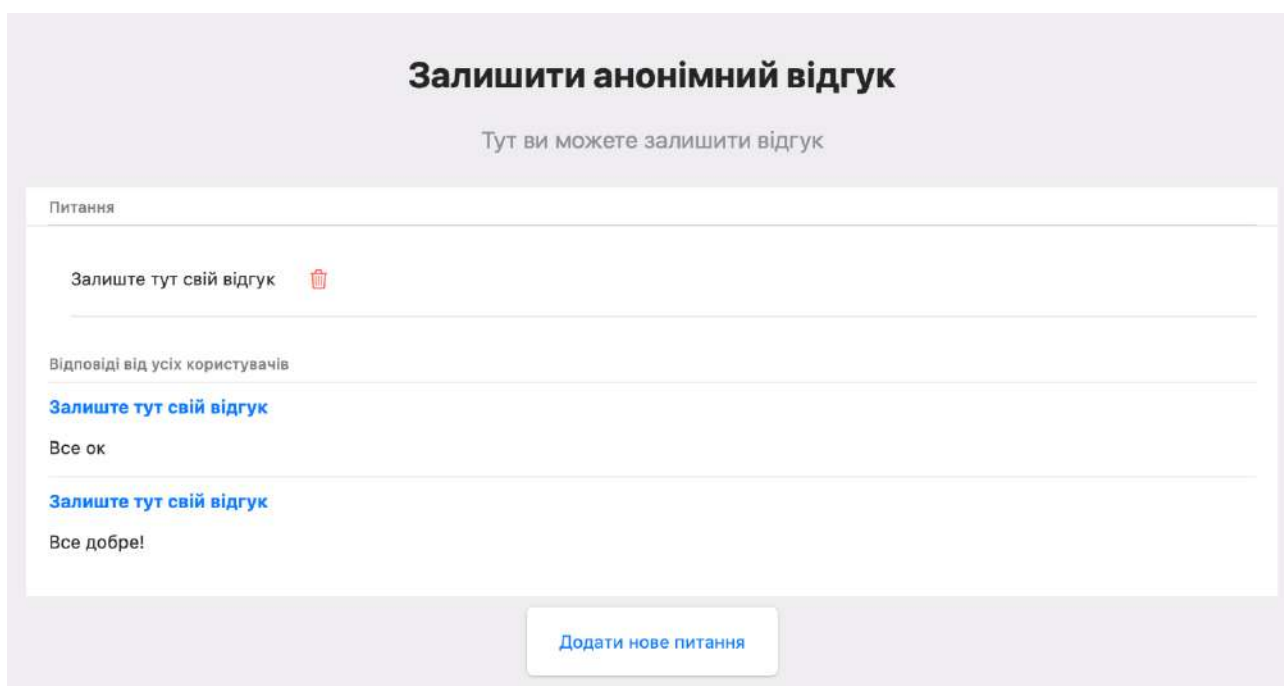 Залишити анонімний відгук
Тут ви можете залишити відгук
Питання
Залиште тут свій відгук
Відповіді від усіх користувачів
Залиште тут свій відгук
Все ок
Залиште тут свій відгук
Все добре!
Додати нове питання